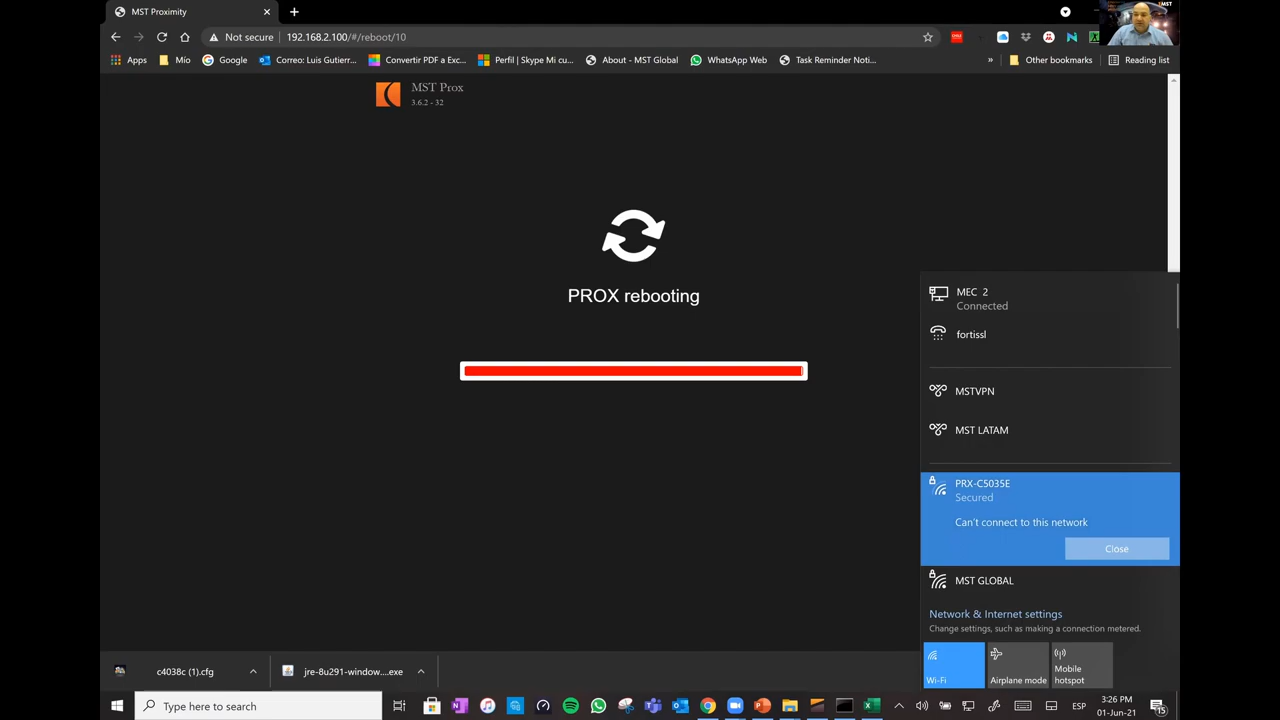 MST Proximity
MST
Not secure
192.168.2.100/#/reboot/10
Apps
Mío
Google
Correo: Luis Gutierr...
Convertir PDF a Exc...
Perfil | Skype Mi cu...
About - MST Global
WhatsApp Web
Task Reminder Noti...
»
Other bookmarks
Reading list
MST Prox
3.6.2 - 32
PROX rebooting
MEC 2
Connected
fortissl
MSTVPN
MST LATAM
PRX-C5035E
Secured
Can't connect to this network
Close
MST GLOBAL
Network & Internet settings
Change settings, such as making a connection metered.
Wi-Fi
Airplane mode
Mobile
hotspot
c4038c (1).cfg
jre-8u291-window....exe
Type here to search
ESP
3:26 PM
01-Jun-21
15